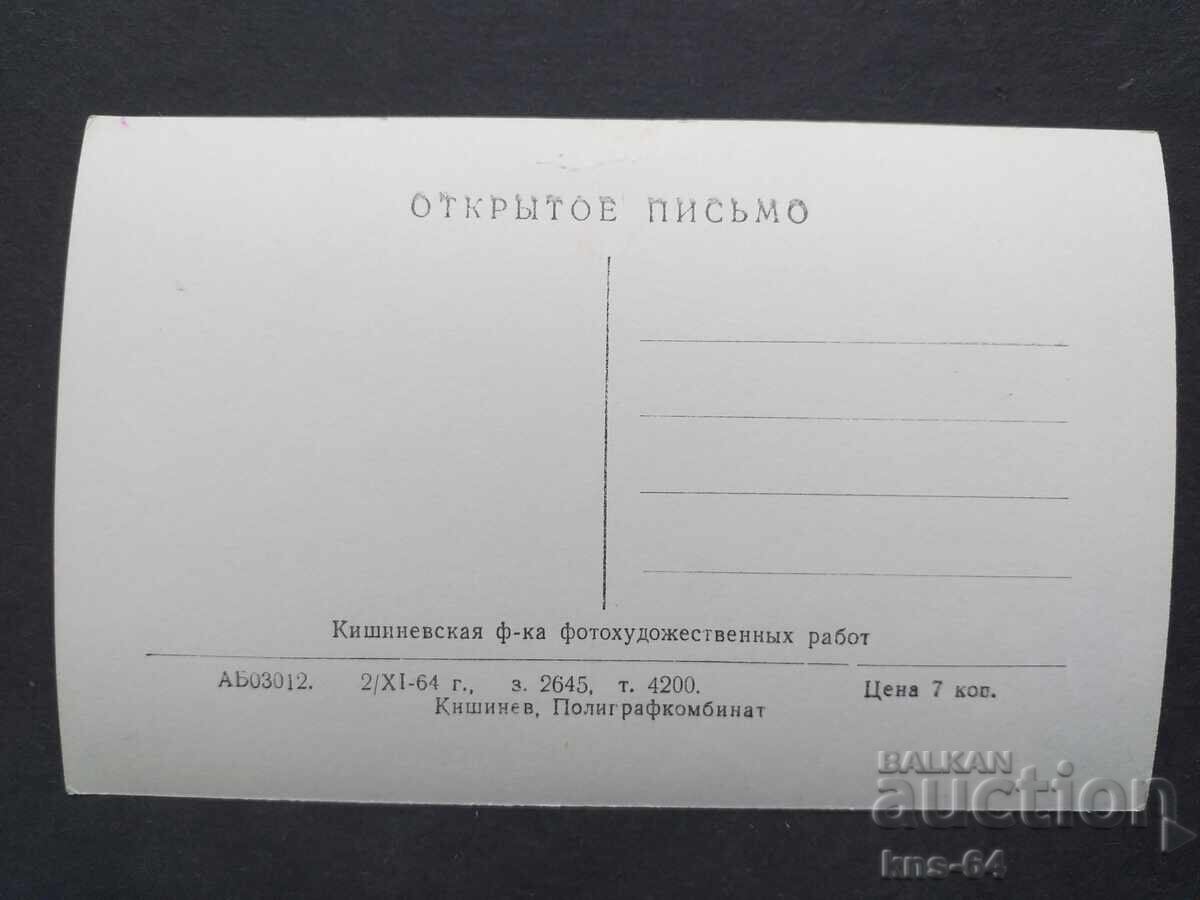 ОТКРЫТОЕ ПИСЬМО
Кишиневская ф-ка фотохудожественных работ
АБ03012. 2/XI-64 г., з. 2645, т. 4200.
Цена 7 коп.
Кишинев, Полиграфкомбинат
BALKAN
auction
kns-64